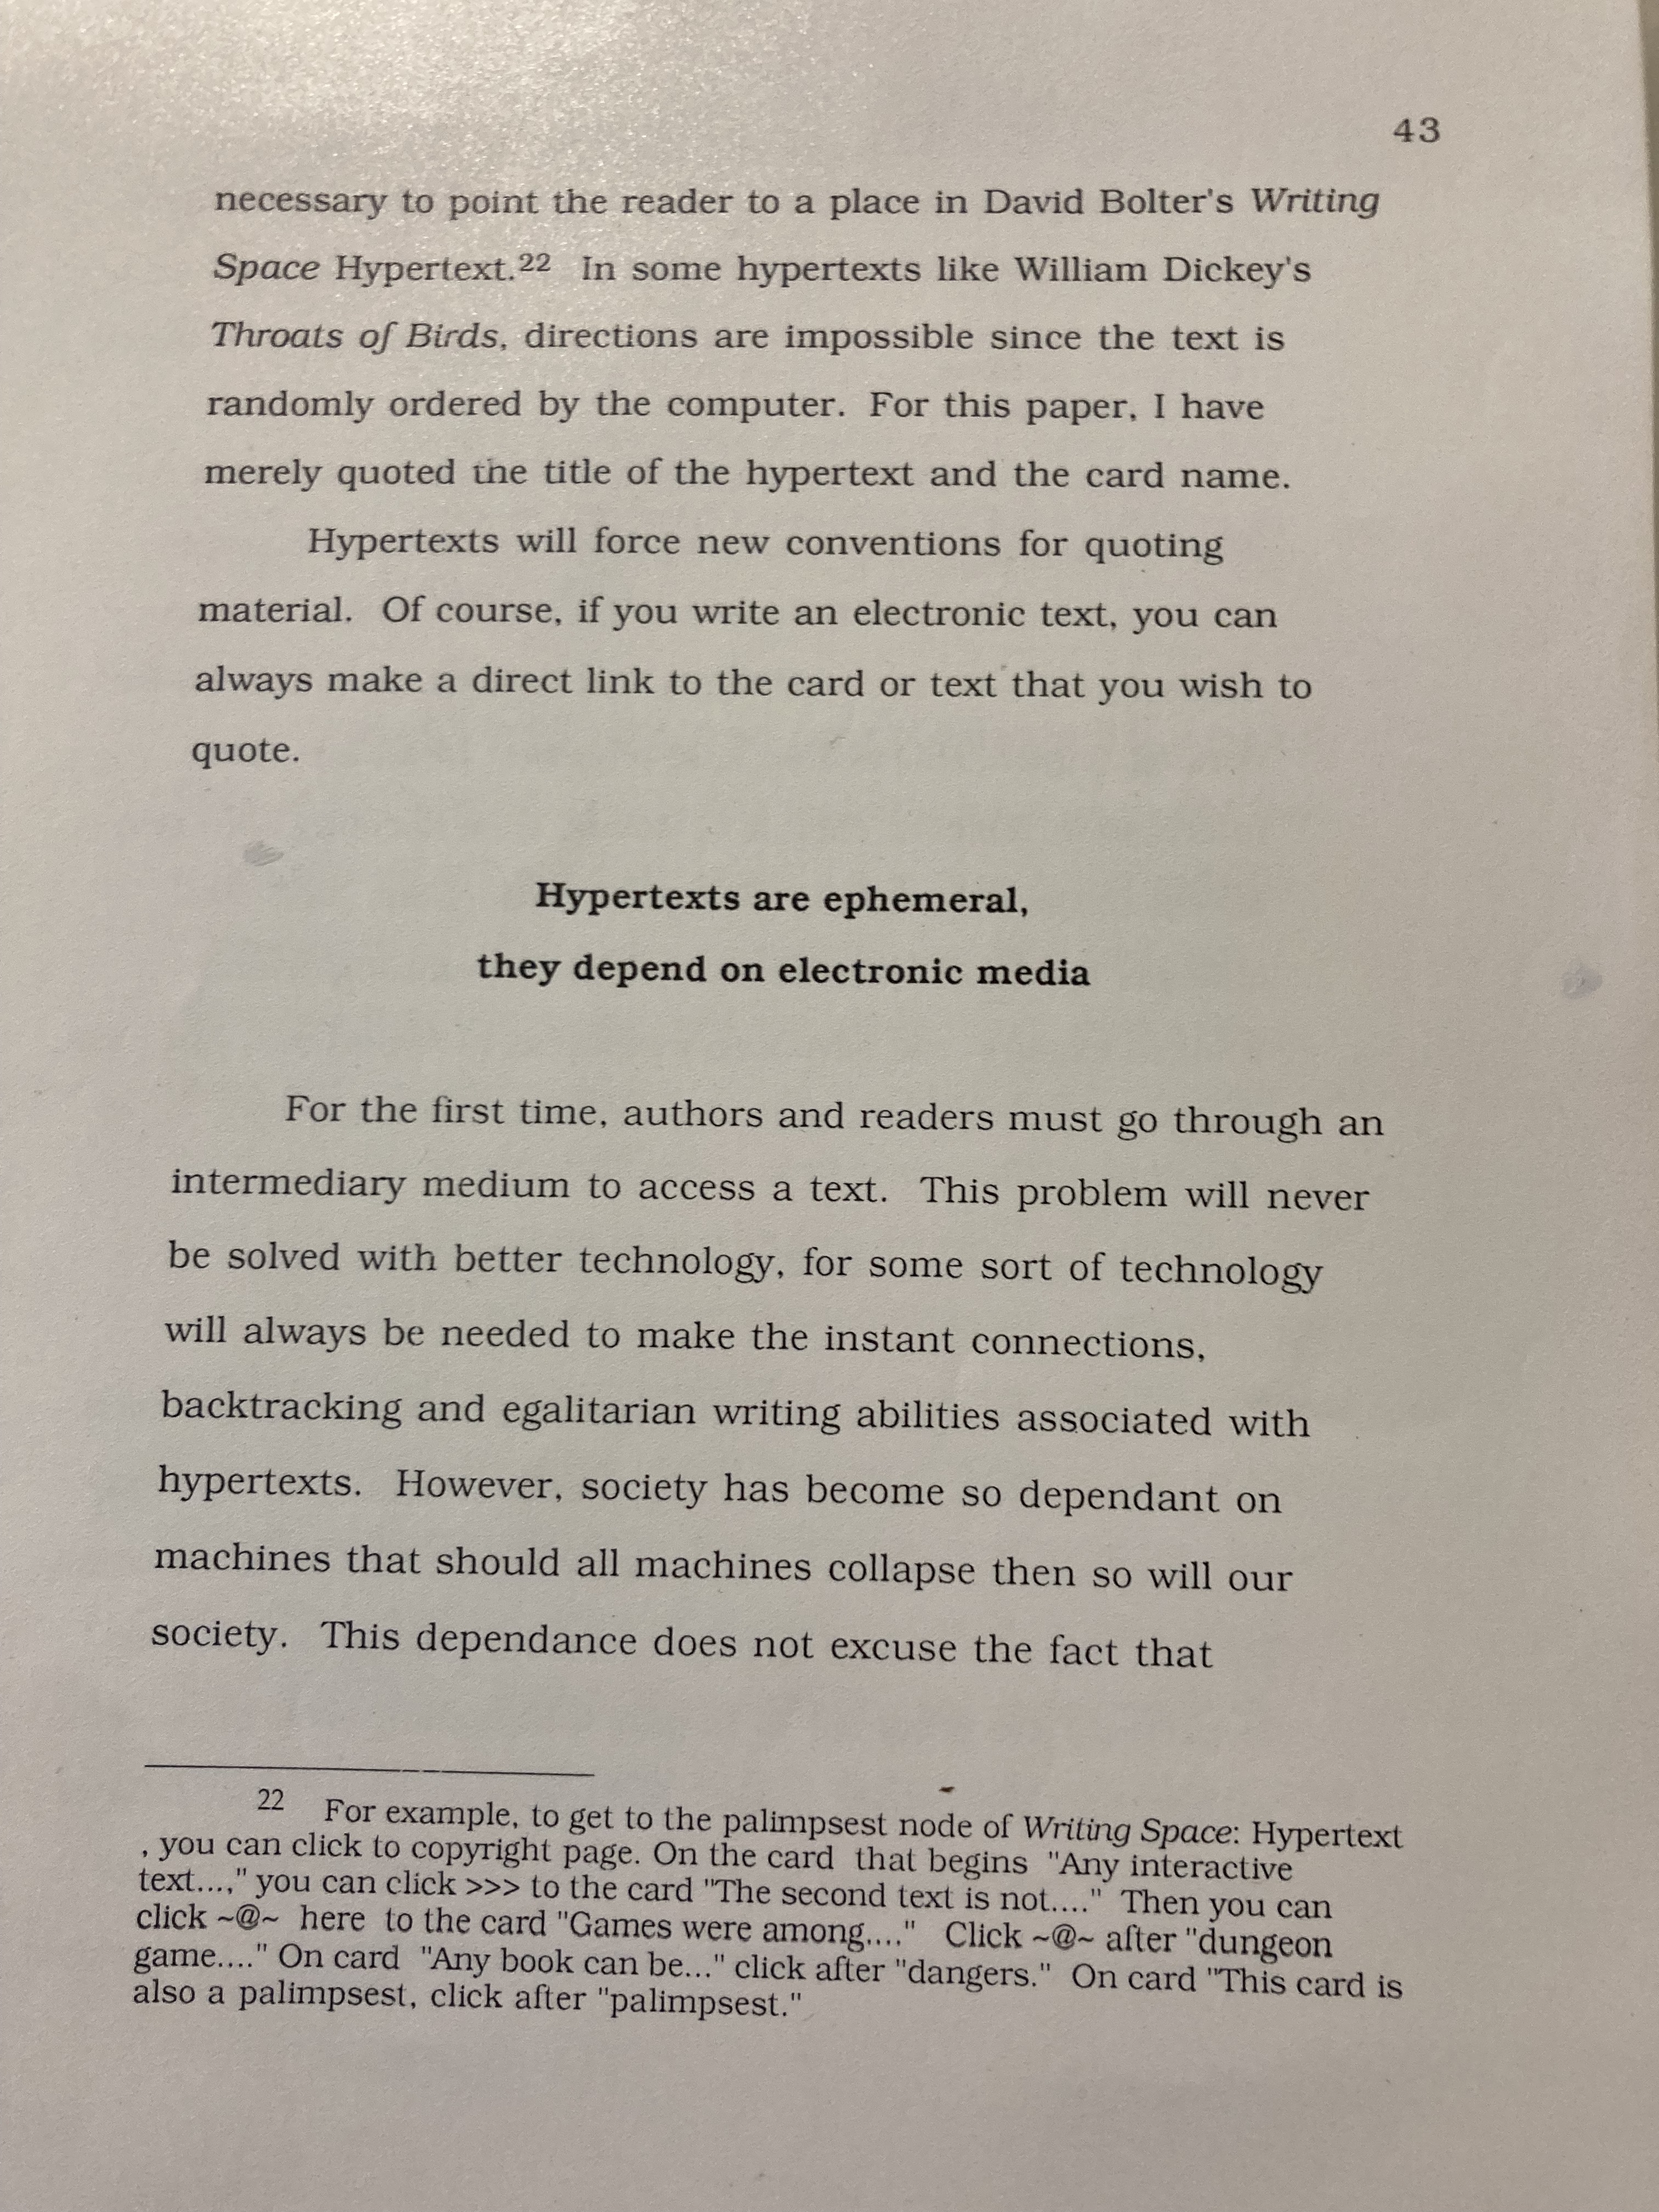 43
necessary to point the reader to a place in David Bolter's Writing
Space Hypertext.22 In some hypertexts like William Dickey's
Throats of Birds, directions are impossible since the text is
randomly ordered by the computer. For this paper, I have
merely quoted the title of the hypertext and the card name.
Hypertexts will force new conventions for quoting
material. Of course, if you write an electronic text, you can
always make a direct link to the card or text that you wish to
quote.
Hypertexts are ephemeral,
they depend on electronic media
For the first time, authors and readers must go through an
intermediary medium to access a text. This problem will never
be solved with better technology, for some sort of technology
will always be needed to make the instant connections,
backtracking and egalitarian writing abilities associated with
hypertexts. However, society has become so dependant on
machines that should all machines collapse then so will our
society. This dependance does not excuse the fact that
22 For example, to get to the palimpsest node of Writing Space: Hypertext
, you can click to copyright page. On the card that begins "Any interactive
text...," you can click >>> to the card "The second text is not...." Then you can
click ~@~ here to the card "Games were among...." Click ~@~ after "dungeon
game...." On card "Any book can be..." click after "dangers." On card "This card is
also a palimpsest, click after "palimpsest."